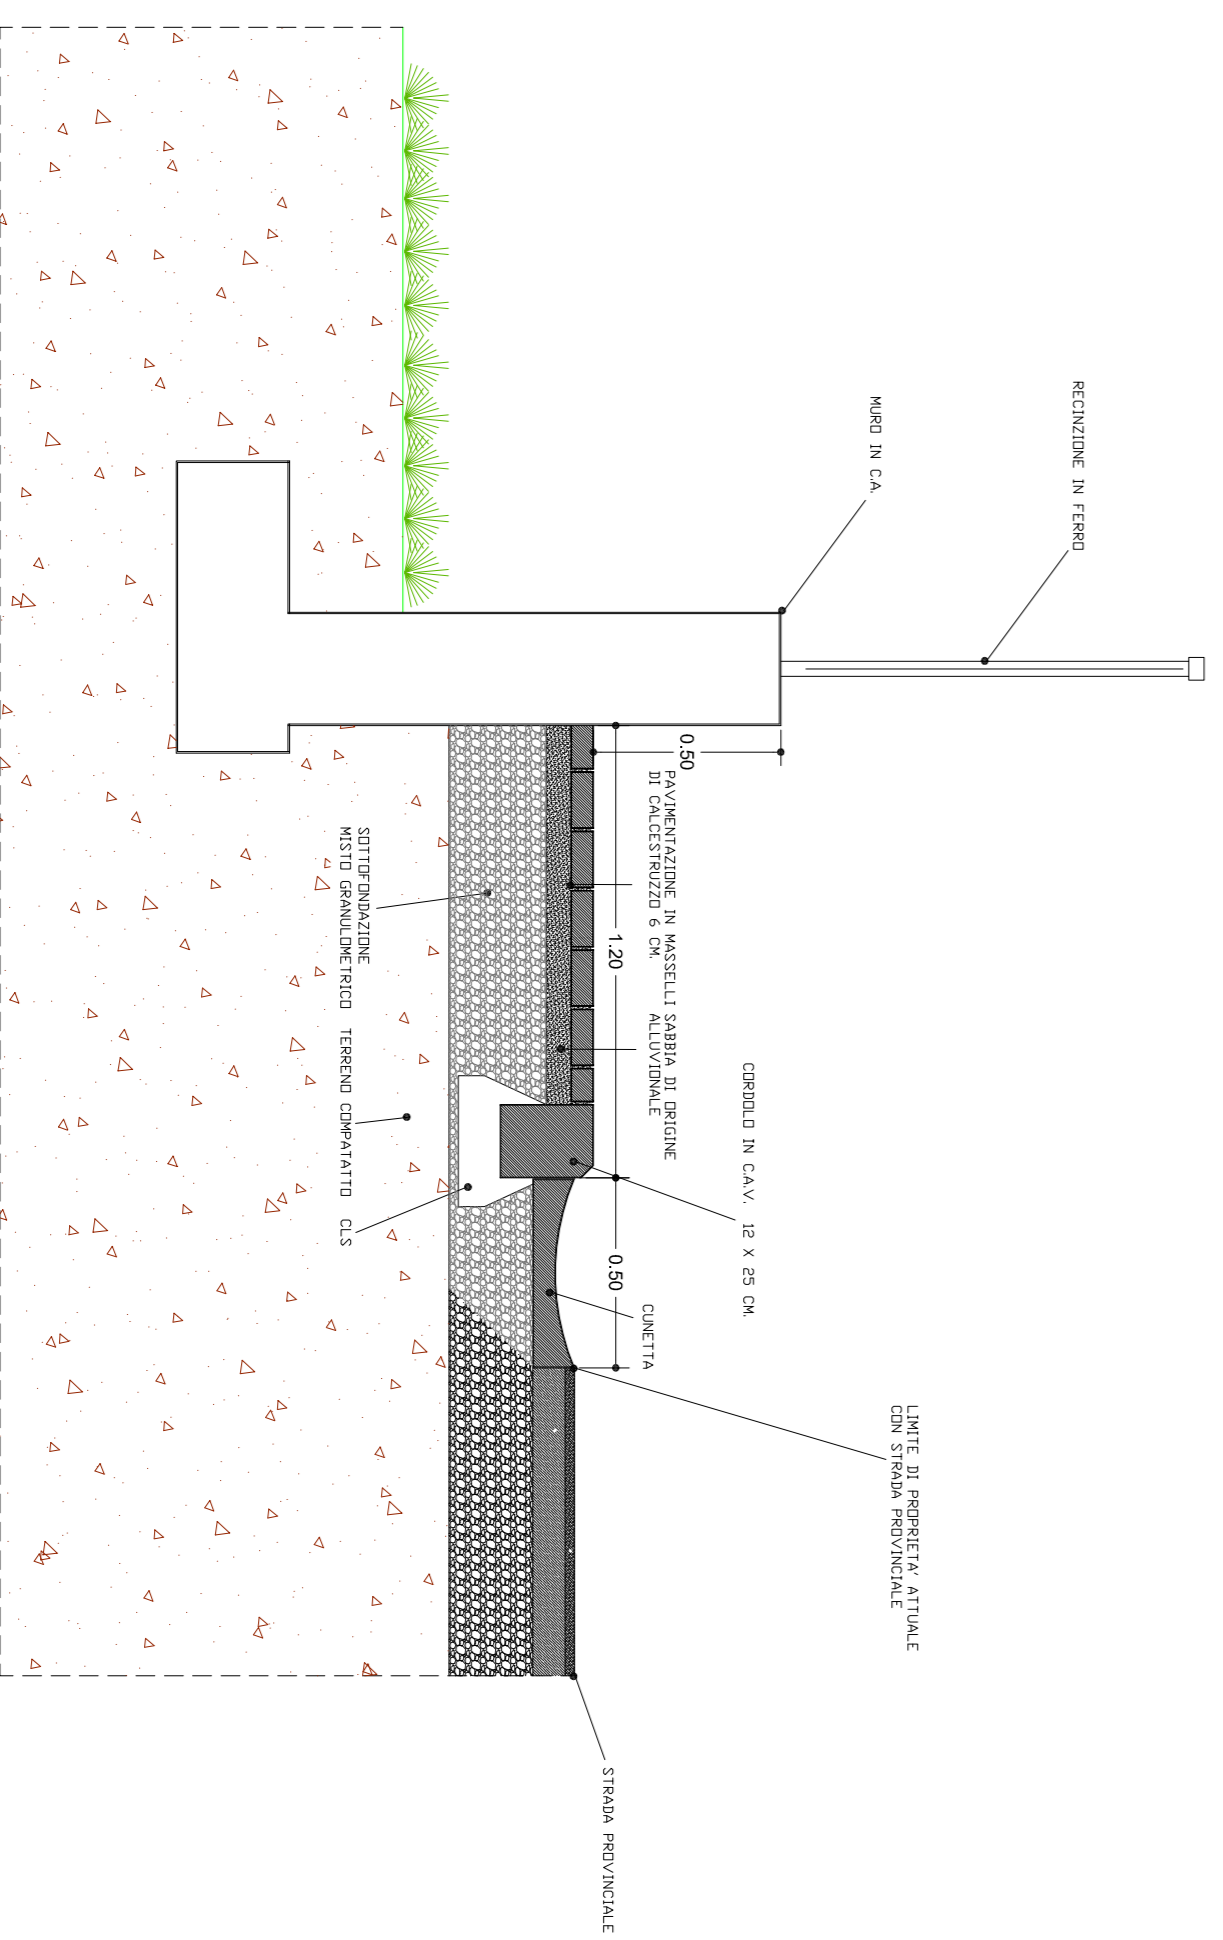 RECINZIONE IN FERRO
MURO IN C.A.
LIMITE DI PROPRIETA' ATTUALE
CON STRADA PROVINCIALE
CORDOLO IN C.A.V. 12 X 25 CM.
0.50
PAVIMENTAZIONE IN MASSELLI
DI CALCESTRUZZO 6 CM.
SABBIA DI ORIGINE
ALLUVIONALE
CUNETTA
1.20
0.50
STRADA PROVINCIALE
SOTTOFONDAZIONE
MISTO GRANULOMETRICO
TERRENO COMPATATTO
CLS